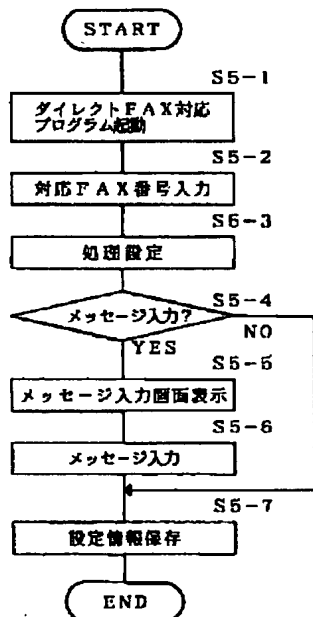 START
S5-1
ダイレクトFAX対応
プログラム起動
S5-2
対応FAX番号入力
S5-3
処理設定
S5-4
メッセージ入力?
NO
YES
S5-5
メッセージ入力画面表示
S5-6
メッセージ入力
S5-7
設定情報保存
END